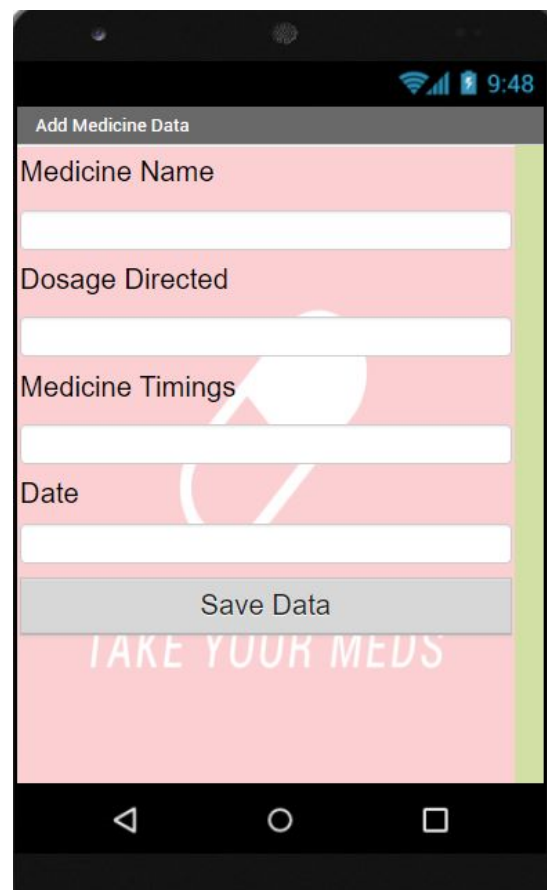 9:48
Add Medicine Data
Medicine Name
Dosage Directed
Medicine Timings
Date
Save Data
TAKE YOUR MEDS